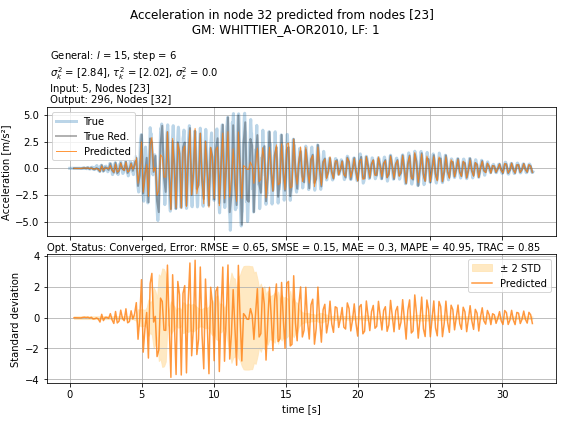 Acceleration in node 32 predicted from nodes [23]
GM: WHITTIER_A-OR2010, LF: 1
General: l = 15, step = 6
σ²ₖ = [2.84], τ²ₖ = [2.02], σ²ᵣ = 0.0
Input: 5, Nodes [23]
Output: 296, Nodes [32]
Acceleration [m/s²]
5.0
2.5
0.0
−2.5
−5.0
True
True Red.
Predicted
Opt. Status: Converged, Error: RMSE = 0.65, SMSE = 0.15, MAE = 0.3, MAPE = 40.95, TRAC = 0.85
Standard deviation
4
2
0
−2
−4
± 2 STD
Predicted
0 5 10 15 20 25 30
time [s]